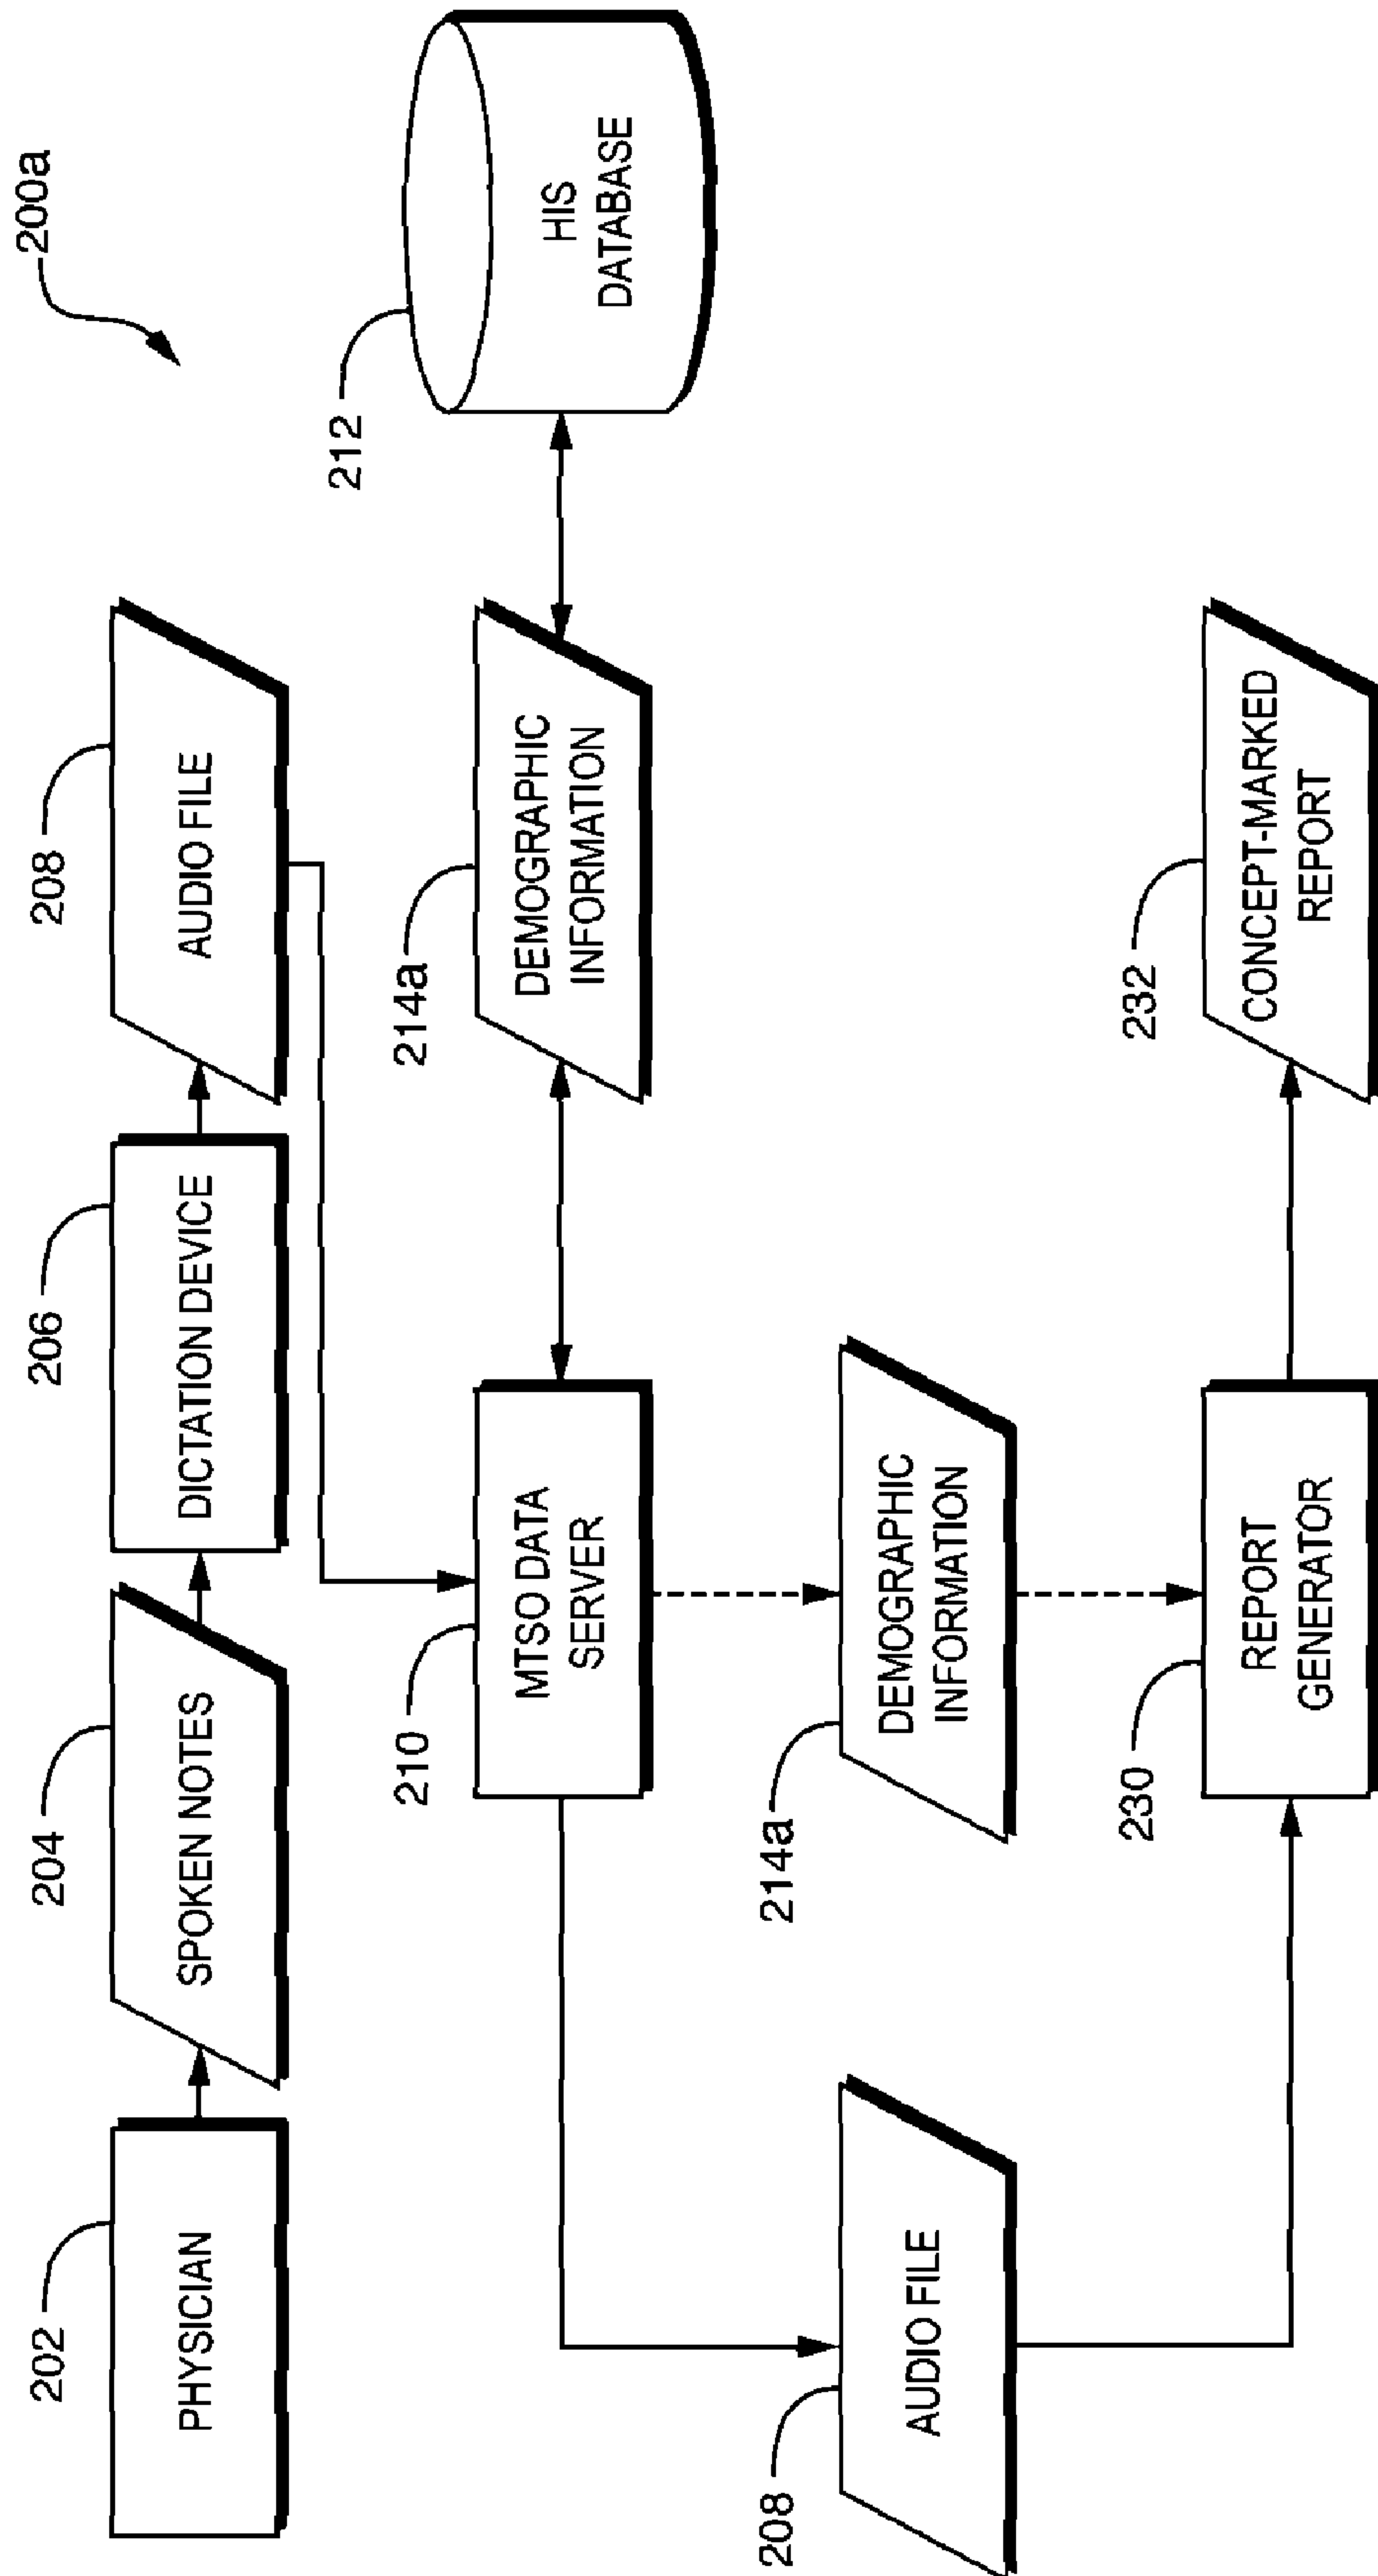 200a
202
PHYSICIAN
204
SPOKEN NOTES
206
DICTATION DEVICE
208
AUDIO FILE
210
MTSO DATA
SERVER
214a
DEMOGRAPHIC
INFORMATION
212
HIS
DATABASE
208
AUDIO FILE
214a
DEMOGRAPHIC
INFORMATION
230
REPORT
GENERATOR
232
CONCEPT-MARKED
REPORT